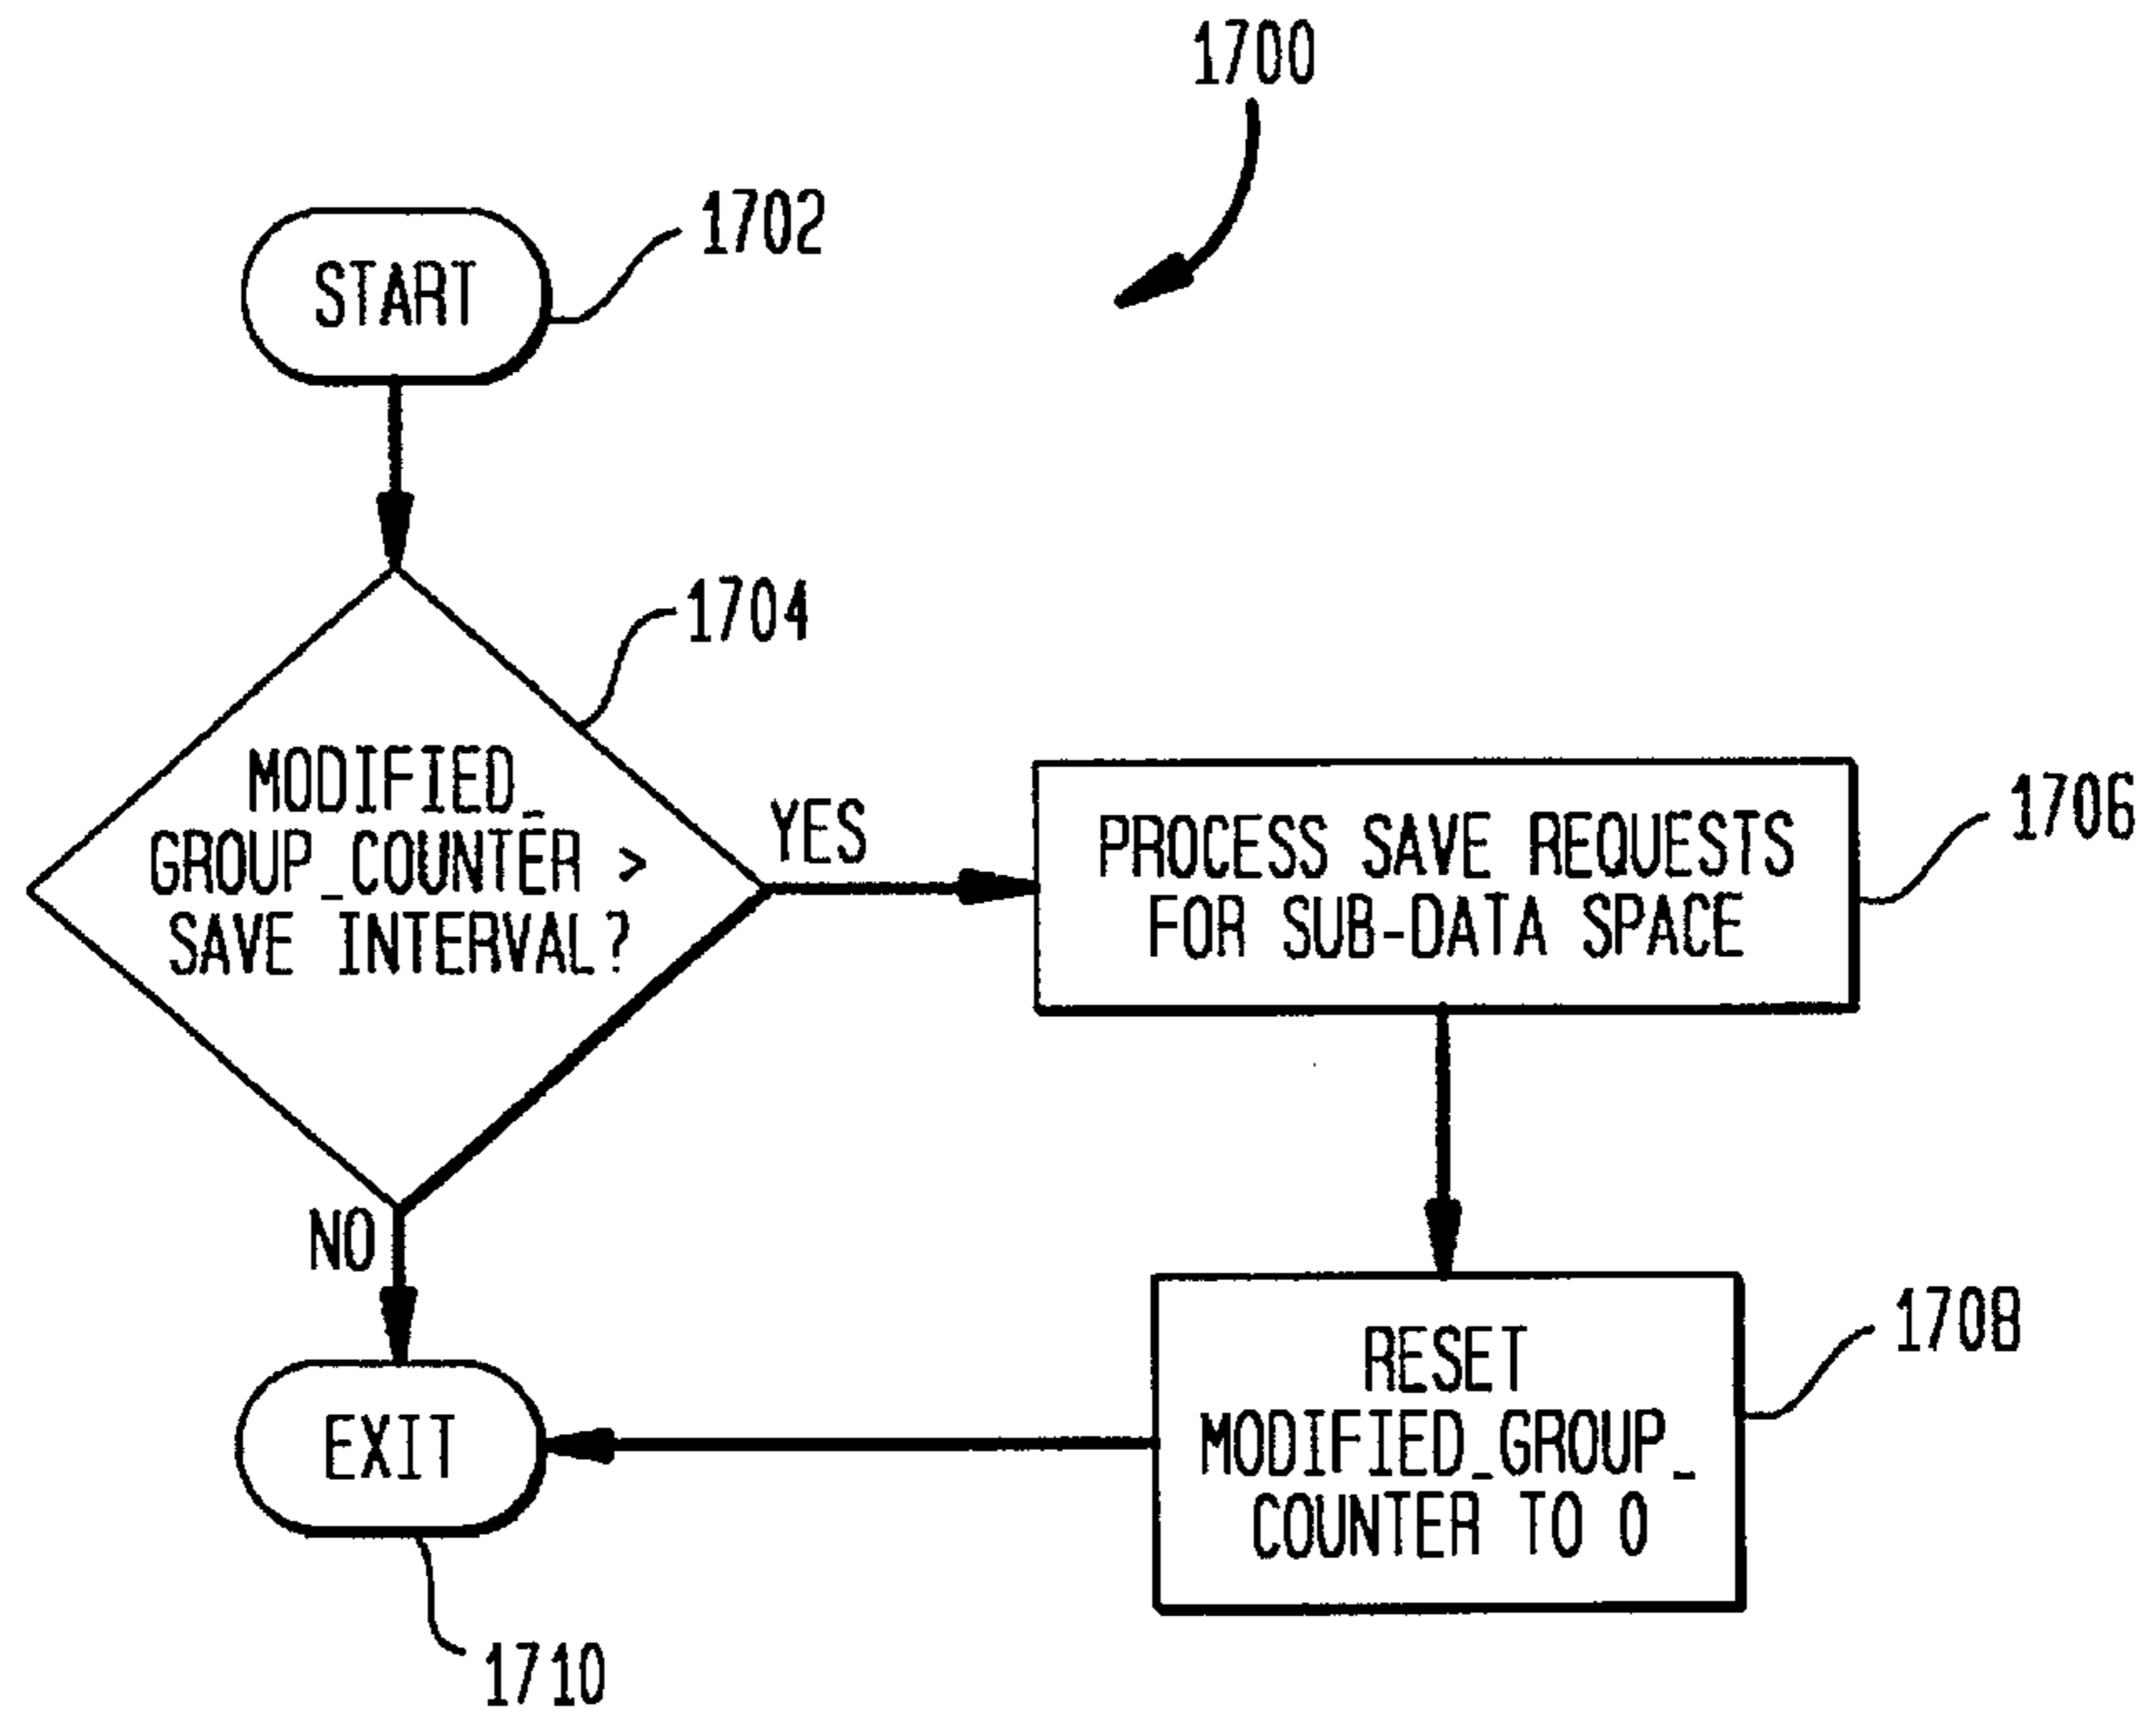 1700
1702
START
1704
MODIFIED_
GROUP_COUNTER >
SAVE INTERVAL?
YES
PROCESS SAVE REQUESTS
FOR SUB-DATA SPACE
1706
NO
RESET
MODIFIED_GROUP_
COUNTER TO 0
1708
EXIT
1710